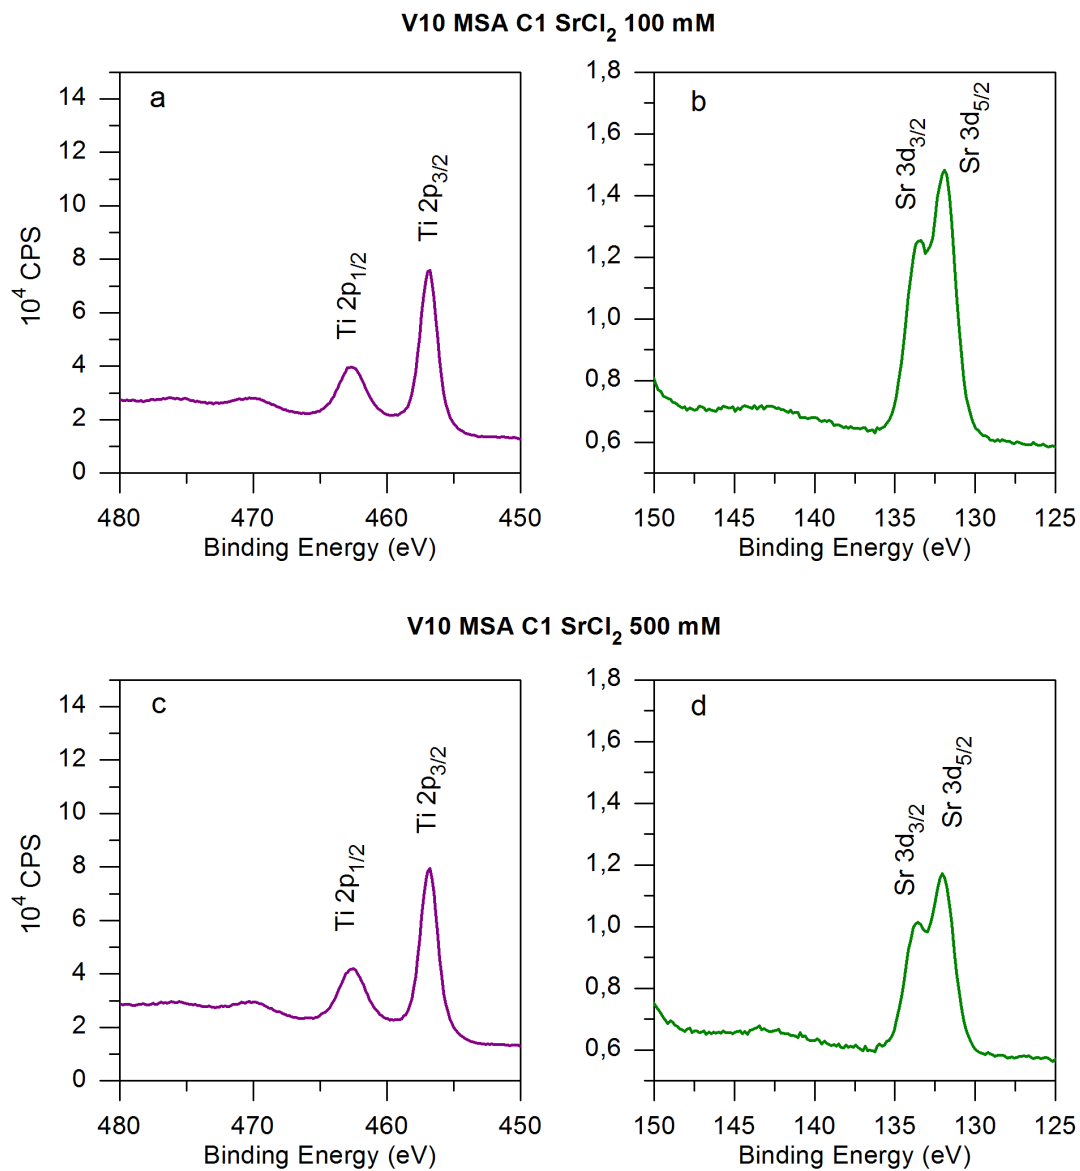 V10 MSA C1 SrCl₂ 100 mM
a
14
12
10
8
6
4
2
0
10⁴ CPS
Ti 2p₁/₂
Ti 2p₃/₂
480 470 460 450
Binding Energy (eV)
b
1,8
1,6
1,4
1,2
1,0
0,8
0,6
Sr 3d₃/₂
Sr 3d₅/₂
150 145 140 135 130 125
Binding Energy (eV)
V10 MSA C1 SrCl₂ 500 mM
c
14
12
10
8
6
4
2
0
10⁴ CPS
Ti 2p₁/₂
Ti 2p₃/₂
480 470 460 450
Binding Energy (eV)
d
1,8
1,6
1,4
1,2
1,0
0,8
0,6
Sr 3d₃/₂
Sr 3d₅/₂
150 145 140 135 130 125
Binding Energy (eV)